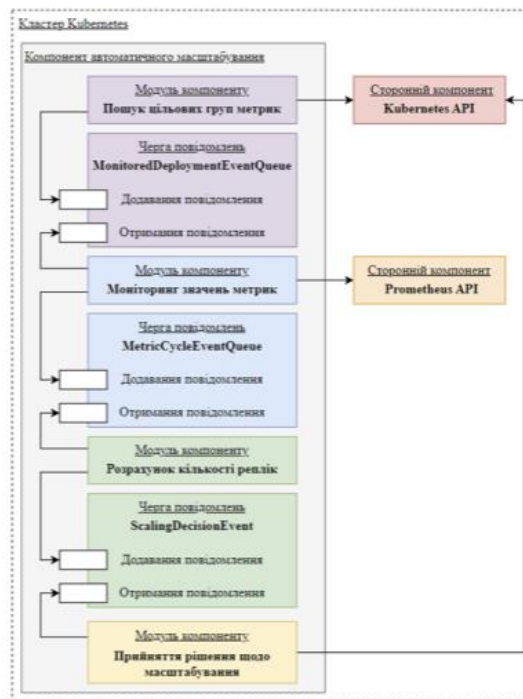 Кластер Kubernetes
Компонент автоматичного масштабування
Модуль компоненту
Пошук цільових груп метрик
Сторонній компонент
Kubernetes API
Черга повідомлень
MonitoredDeploymentEventQueue
Додавання повідомлення
Отримання повідомлення
Модуль компоненту
Моніторинг значень метрик
Сторонній компонент
Prometheus API
Черга повідомлень
MetricCycleEventQueue
Додавання повідомлення
Отримання повідомлення
Модуль компоненту
Розрахунок кількості реплік
Черга повідомлень
ScalingDecisionEvent
Додавання повідомлення
Отримання повідомлення
Модуль компоненту
Прийняття рішення щодо
масштабування